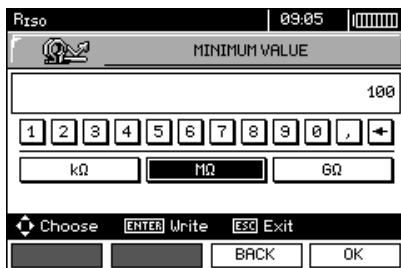 Riso 09:05
MINIMUM VALUE
100
1 2 3 4 5 6 7 8 9 0 ,
kΩ MΩ GΩ
Choose ENTER Write ESC Exit
BACK OK